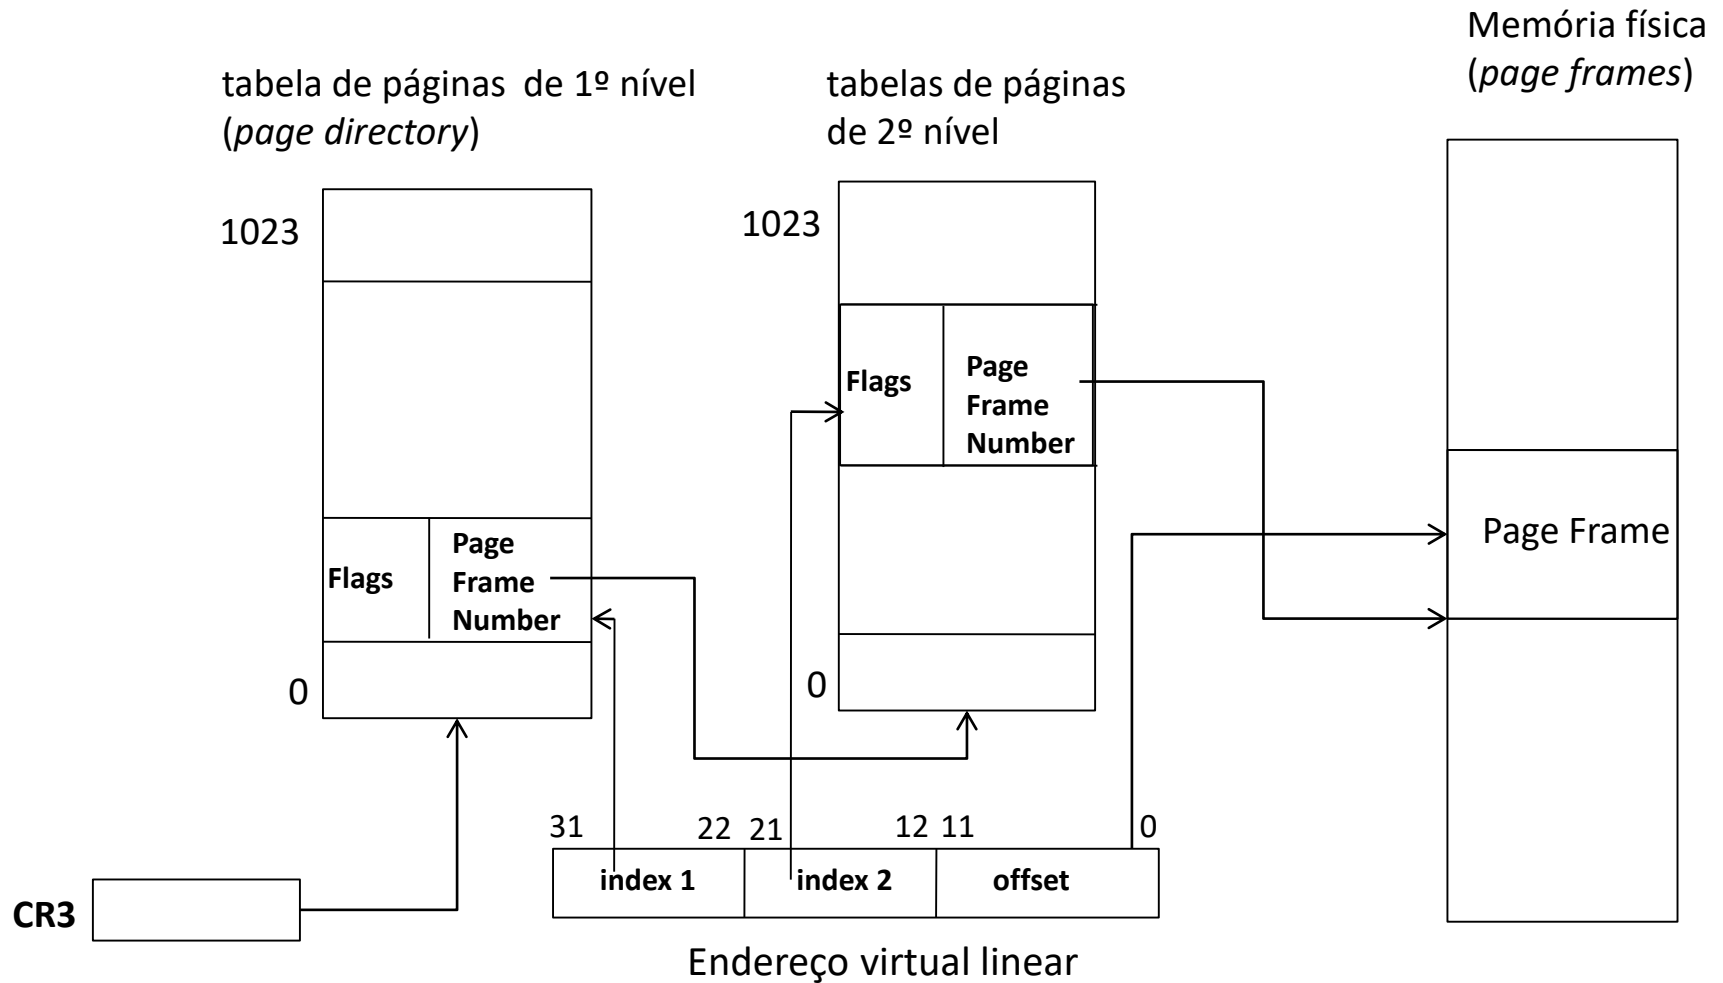 Memória física
(page frames)
tabela de páginas de 1º nível
(page directory)
tabelas de páginas
de 2º nível
1023
1023
Flags
Page
Frame
Number
Flags
Page
Frame
Number
Page Frame
0
0
31
22
21
12
11
0
index 1
index 2
offset
CR3
Endereço virtual linear